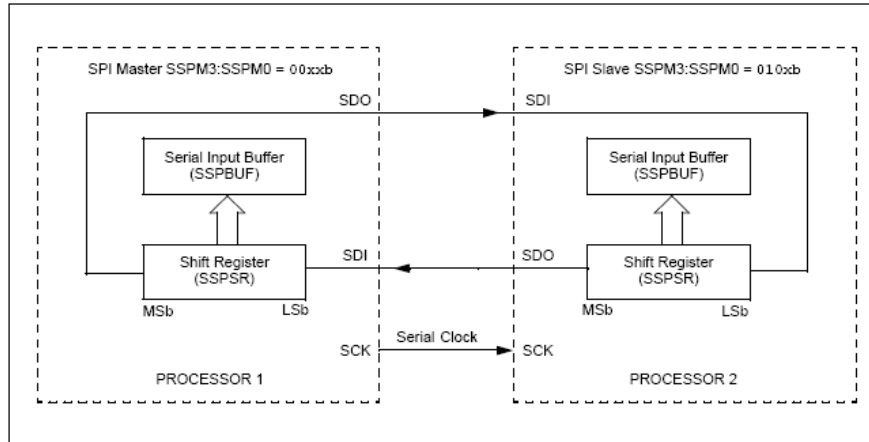 SPI Master SSPM3:SSPM0 = 00xxb
SPI Slave SSPM3:SSPM0 = 010xb
SDO
SDI
Serial Input Buffer
(SSPBUF)
Serial Input Buffer
(SSPBUF)
Shift Register
(SSPSR)
SDI
SDO
Shift Register
(SSPSR)
MSb
LSb
MSb
LSb
Serial Clock
SCK
SCK
PROCESSOR 1
PROCESSOR 2